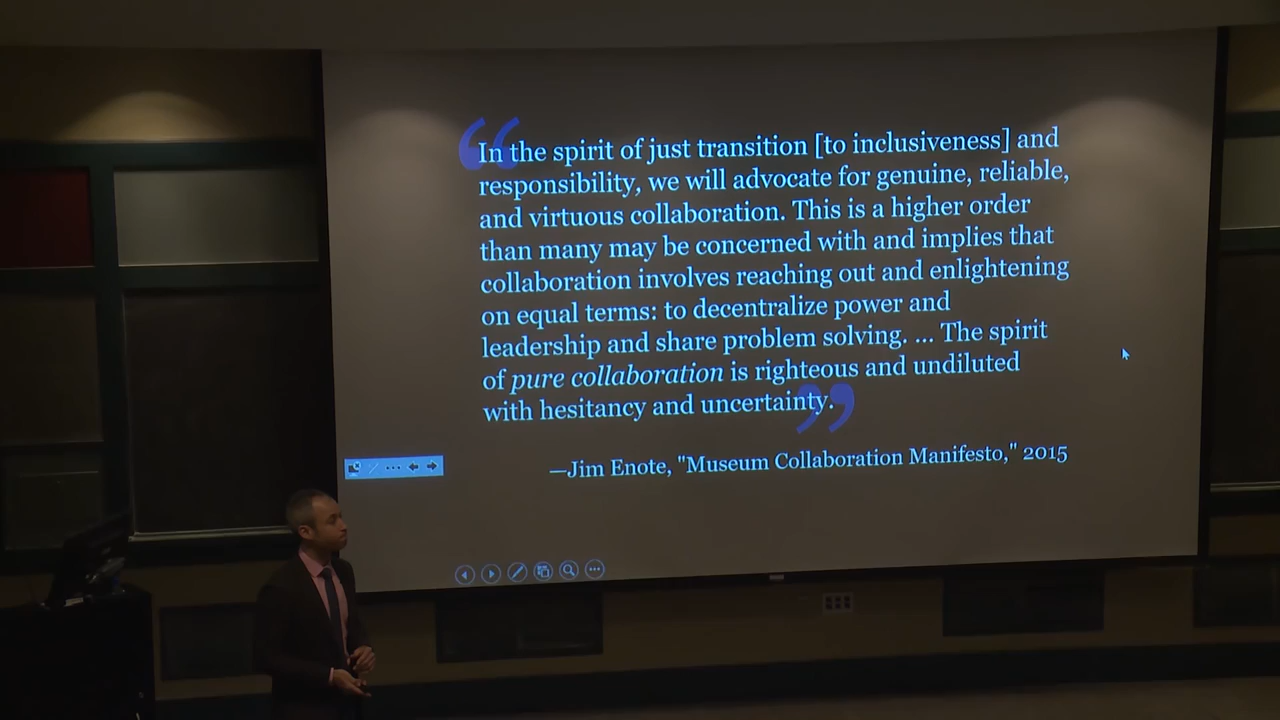 “In the spirit of just transition [to inclusiveness] and
responsibility, we will advocate for genuine, reliable,
and virtuous collaboration. This is a higher order
than many may be concerned with and implies that
collaboration involves reaching out and enlightening
on equal terms: to decentralize power and
leadership and share problem solving. ... The spirit
of pure collaboration is righteous and undiluted
with hesitancy and uncertainty.”
—Jim Enote, "Museum Collaboration Manifesto," 2015